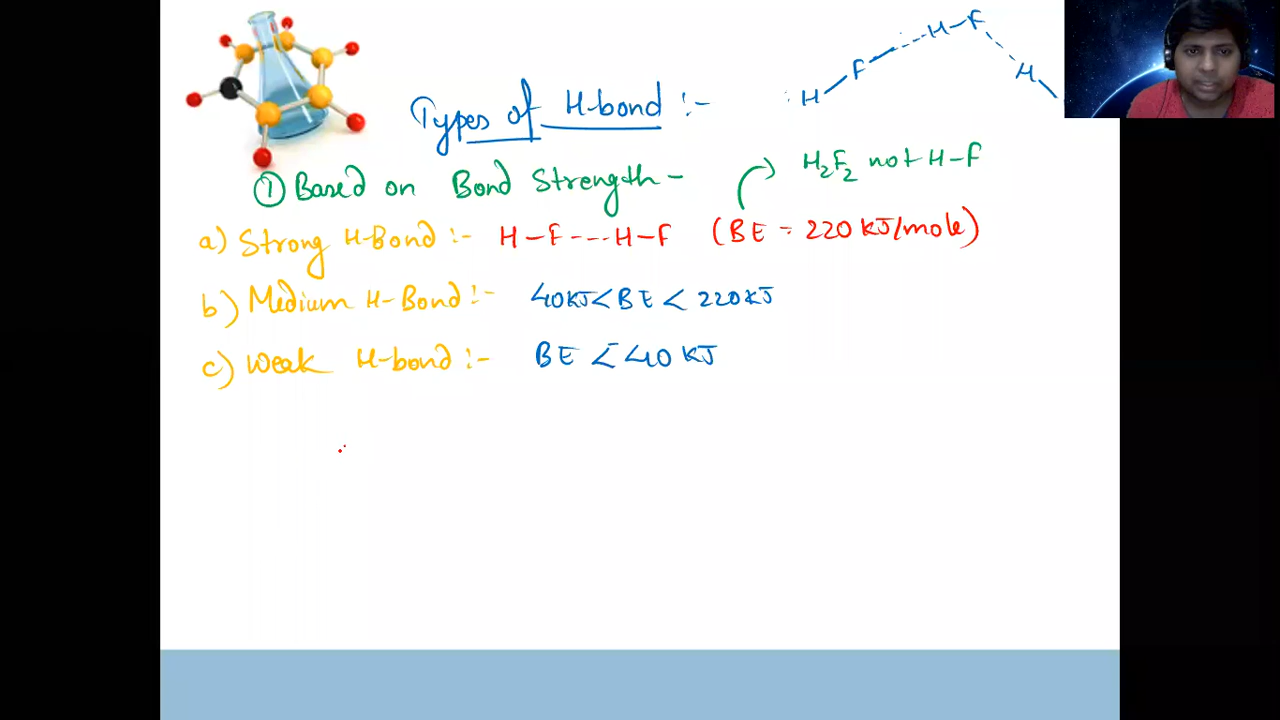 H-F---H-F---H-
Types of H-bond :-
H₂F₂ not H-F
① Based on Bond Strength -
a) Strong H-Bond :- H-F---H-F (BE = 220 KJ/mole)
b) Medium H-Bond :- 40KJ < BE < 220KJ
c) Weak H-bond :- BE < 40 KJ